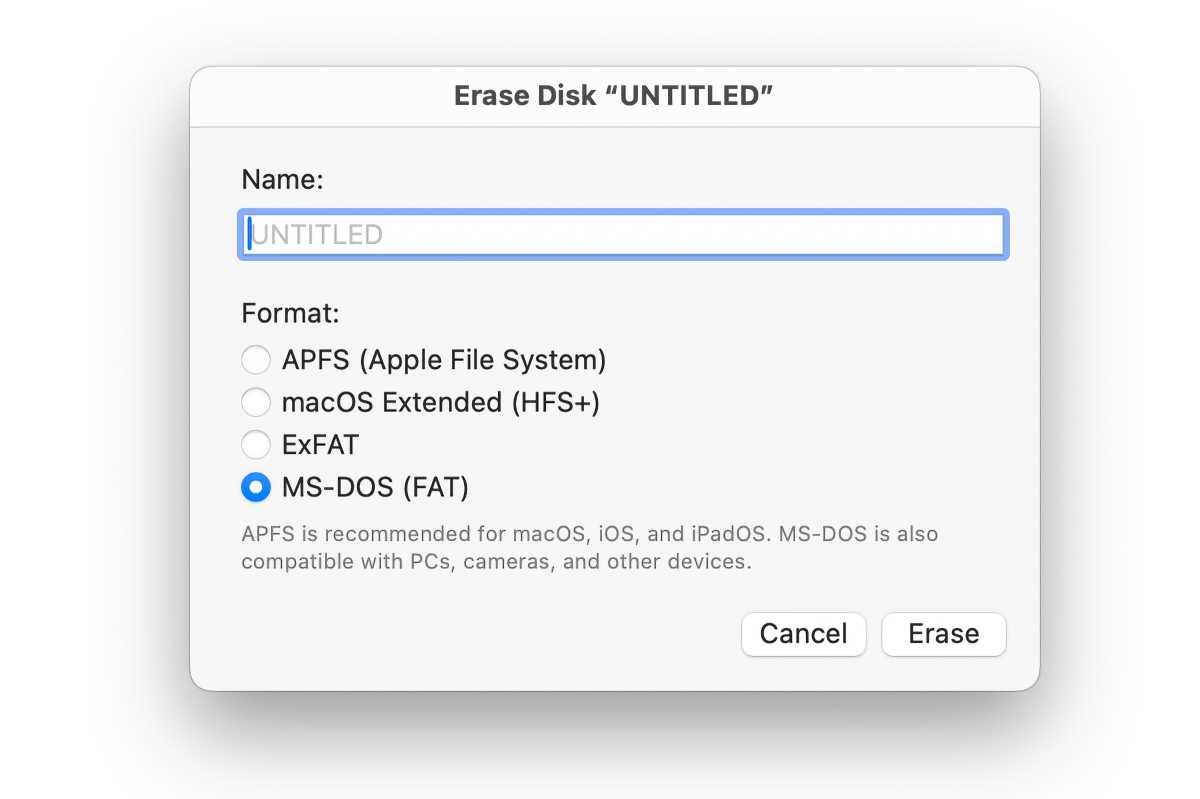 Erase Disk “UNTITLED”
Name:
UNTITLED
Format:
APFS (Apple File System)
macOS Extended (HFS+)
ExFAT
MS-DOS (FAT)
APFS is recommended for macOS, iOS, and iPadOS. MS-DOS is also
compatible with PCs, cameras, and other devices.
Cancel Erase